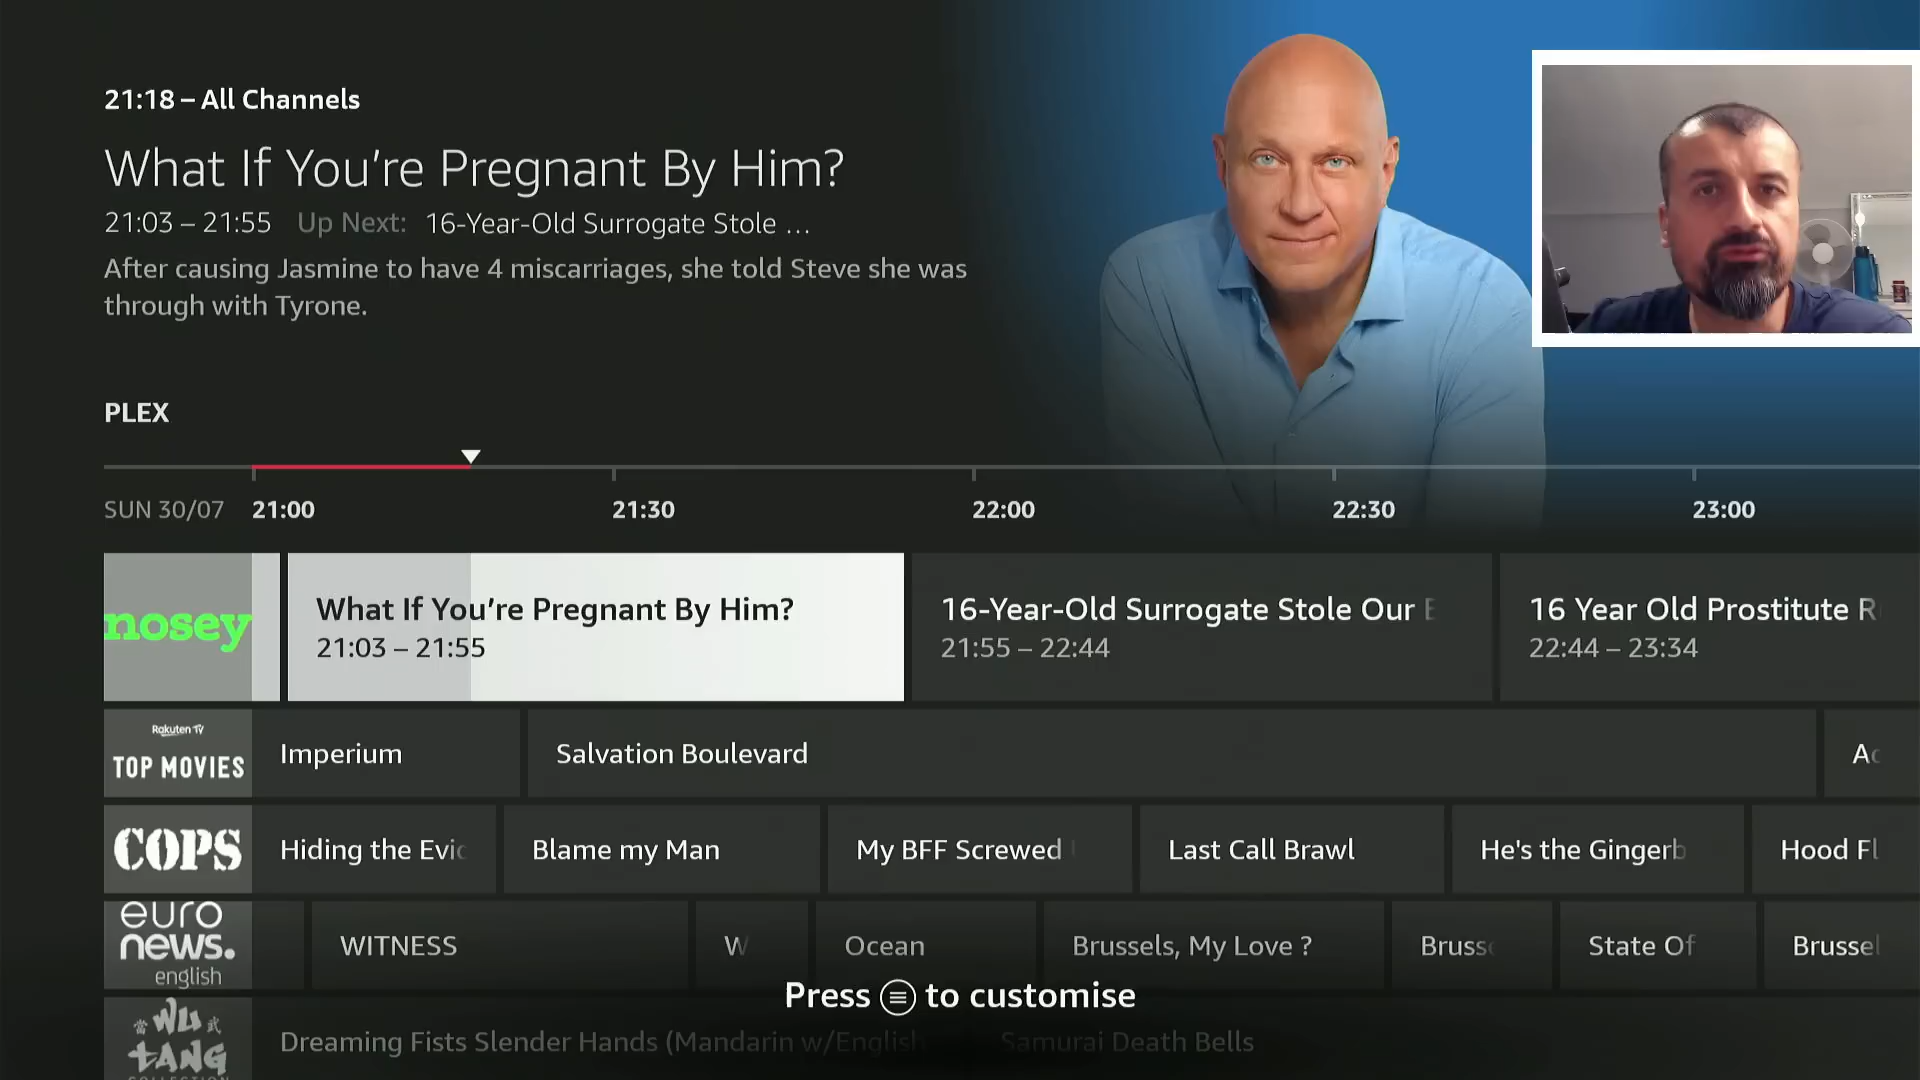 21:18 – All Channels
What If You're Pregnant By Him?
21:03 – 21:55 Up Next: 16-Year-Old Surrogate Stole ...
After causing Jasmine to have 4 miscarriages, she told Steve she was
through with Tyrone.
PLEX
SUN 30/07 21:00 21:30 22:00 22:30 23:00
nosey
What If You're Pregnant By Him?
21:03 – 21:55
16-Year-Old Surrogate Stole Our
21:55 – 22:44
16 Year Old Prostitute
22:44 – 23:34
Rakuten TV
TOP MOVIES
Imperium
Salvation Boulevard
COPS
Hiding the
Blame my Man
My BFF Screwed
Last Call Brawl
He's the
Hood
euro
news.
english
WITNESS
W
Ocean
Brussels, My Love ?
State Of
Press to customise
WU
TANG
COLLECTION
Dreaming Fists Slender Hands (Mandarin w/English
Samurai Death Bells